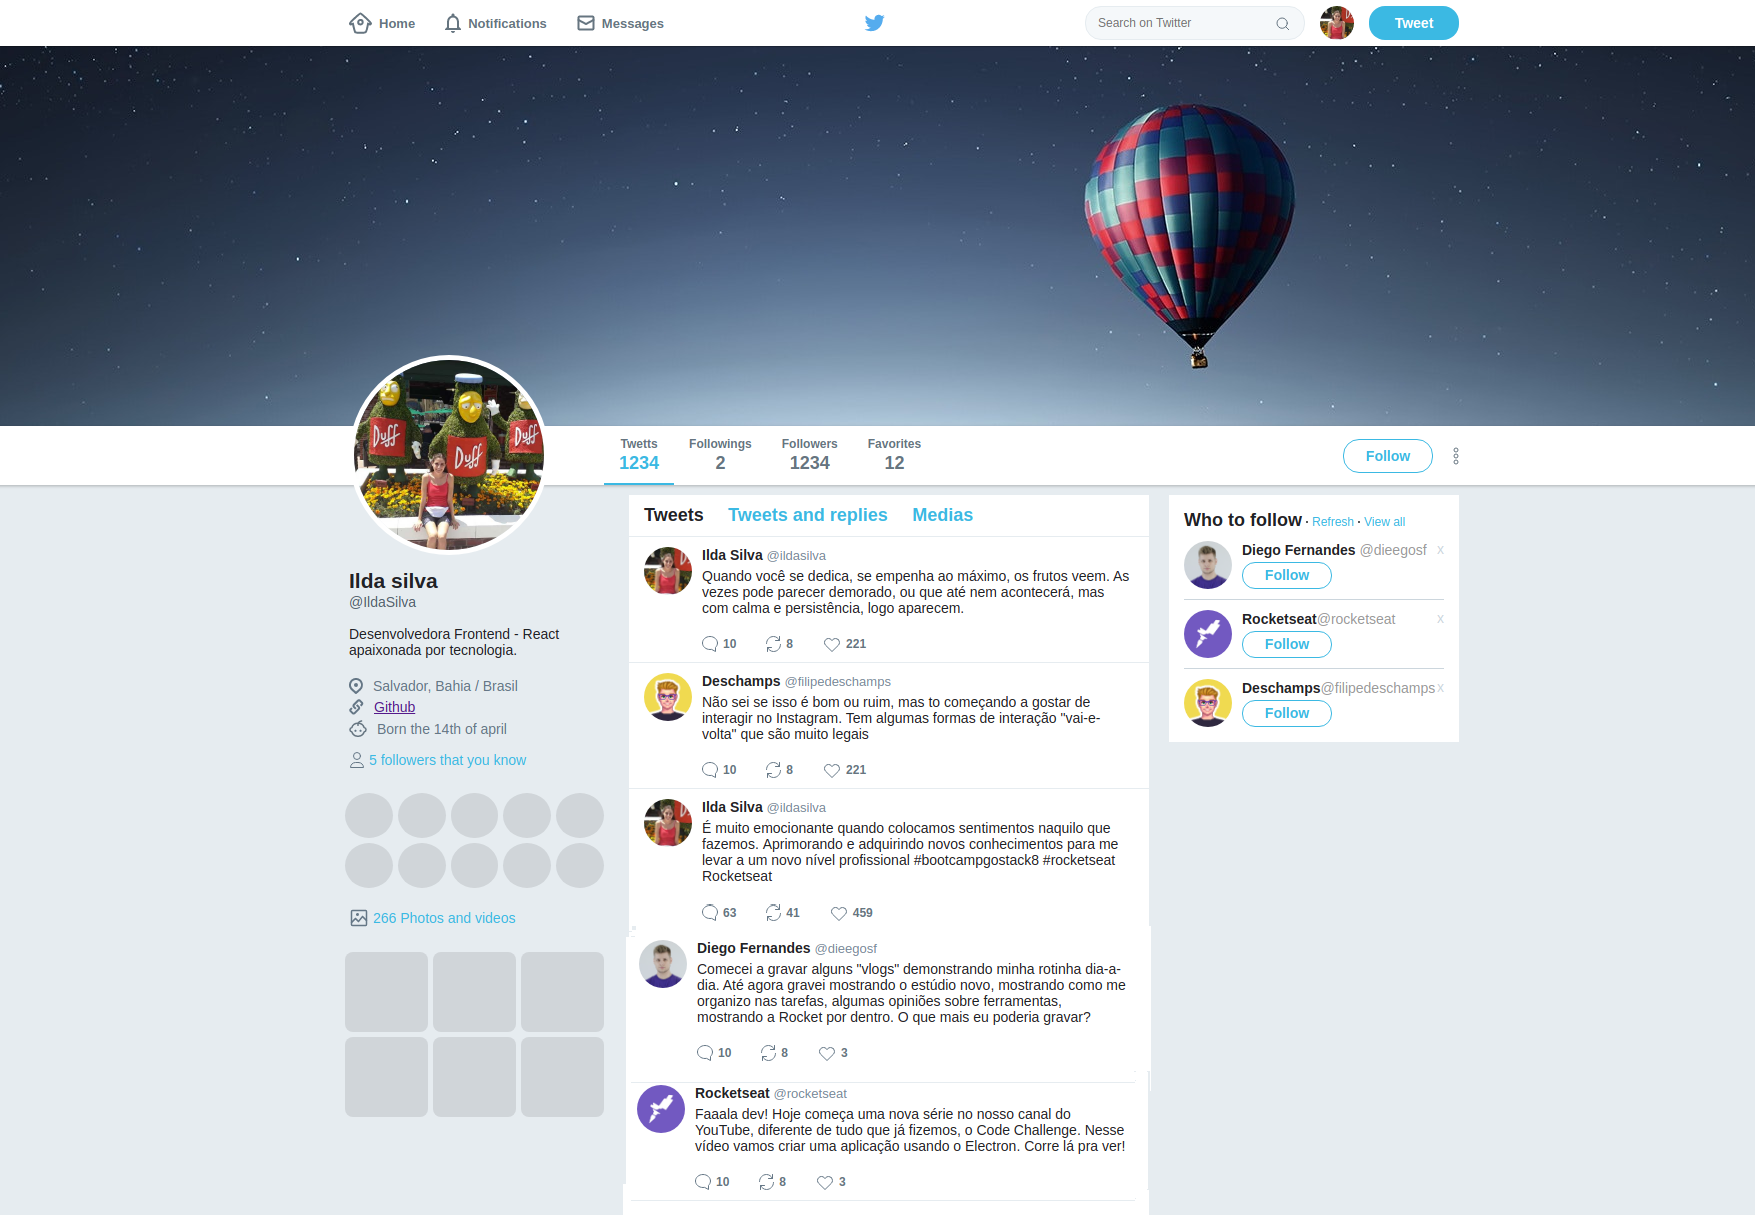 Home Notifications Messages Search on Twitter Tweet
Duff Duff Duff
Twetts Followings Followers Favorites
1234 2 1234 12 Follow
Ilda silva
@IldaSilva
Desenvolvedora Frontend - React
apaixonada por tecnologia.
Salvador, Bahia / Brasil
Github
Born the 14th of april
5 followers that you know
266 Photos and videos
Tweets Tweets and replies Medias
Ilda Silva @ildasilva
Quando você se dedica, se empenha ao máximo, os frutos veem. As
vezes pode parecer demorado, ou que até nem acontecerá, mas
com calma e persistência, logo aparecem.
10 8 221
Deschamps @filipedeschamps
Não sei se isso é bom ou ruim, mas to começando a gostar de
interagir no Instagram. Tem algumas formas de interação "vai-e-
volta" que são muito legais
10 8 221
Ilda Silva @ildasilva
É muito emocionante quando colocamos sentimentos naquilo que
fazemos. Aprimorando e adquirindo novos conhecimentos para me
levar a um novo nível profissional #bootcampgostack8 #rocketseat
Rocketseat
63 41 459
Diego Fernandes @dieegosf
Comecei a gravar alguns "vlogs" demonstrando minha rotinha dia-a-
dia. Até agora gravei mostrando o estúdio novo, mostrando como me
organizo nas tarefas, algumas opiniões sobre ferramentas,
mostrando a Rocket por dentro. O que mais eu poderia gravar?
10 8 3
Rocketseat @rocketseat
Faaala dev! Hoje começa uma nova série no nosso canal do
YouTube, diferente de tudo que já fizemos, o Code Challenge. Nesse
vídeo vamos criar uma aplicação usando o Electron. Corre lá pra ver!
10 8 3
Who to follow · Refresh · View all
Diego Fernandes @dieegosf x
Follow
Rocketseat@rocketseat x
Follow
Deschamps@filipedeschamps x
Follow